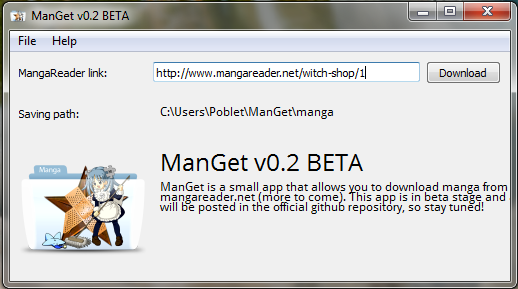 ManGet v0.2 BETA
File Help
MangaReader link: http://www.mangareader.net/witch-shop/1 Download
Saving path: C:\Users\Poblet\ManGet\manga
Manga
ManGet v0.2 BETA
ManGet is a small app that allows you to download manga from
mangareader.net (more to come). This app is in beta stage and
will be posted in the official github repository, so stay tuned!